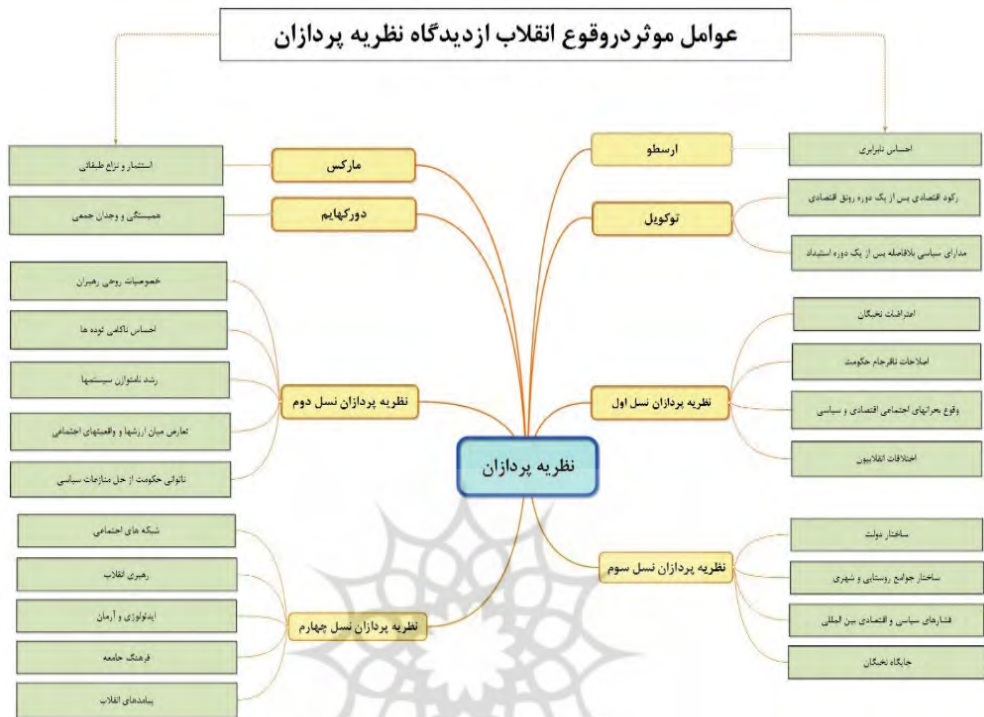 عوامل موثردروقوع انقلاب ازدیدگاه نظریه پردازان
ارسطو
احساس نابرابری
توکویل
رکود اقتصادی پس از یک دوره رونق اقتصادی
مدارای سیاسی بلافاصله پس از یک دوره استبداد
نظریه پردازان نسل اول
اعتراضات نخبگان
اصلاحات نافرجام حکومت
وقوع بحرانهای اجتماعی اقتصادی و سیاسی
اختلافات انقلابیون
نظریه پردازان نسل سوم
ساختار دولت
ساختار جوامع روستایی و شهری
فشارهای سیاسی و اقتصادی بین المللی
جایگاه نخبگان
نظریه پردازان
مارکس
استثمار و نزاع طبقاتی
دورکهایم
همبستگی و وجدان جمعی
نظریه پردازان نسل دوم
خصوصیات روحی رهبران
احساس ناکامی توده ها
رشد نامتوازن سیستمها
تعارض میان ارزشها و واقعیتهای اجتماعی
ناتوانی حکومت از حل منازعات سیاسی
نظریه پردازان نسل چهارم
شبکه های اجتماعی
رهبری انقلاب
ایدئولوژی و آرمان
فرهنگ جامعه
پیامدهای انقلاب